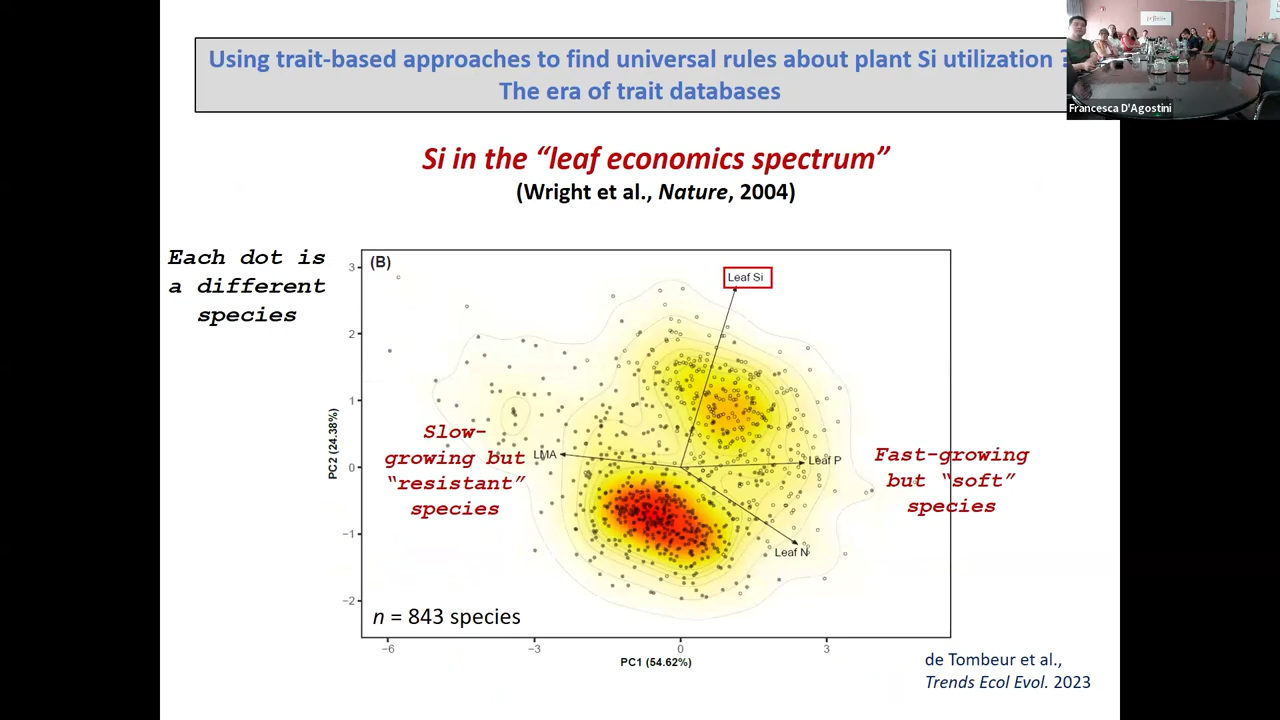 Using trait-based approaches to find universal rules about plant Si utilization ?
The era of trait databases
Francesca D'Agostini
Si in the “leaf economics spectrum”
(Wright et al., Nature, 2004)
Each dot is
a different
species
(B)
Leaf Si
3
2
1
0
−1
−2
PC2 (24.38%)
Slow-
growing but
“resistant”
species
LMA
Leaf P
Leaf N
Fast-growing
but “soft”
species
n = 843 species
−6
−3
0
3
PC1 (54.62%)
de Tombeur et al.,
Trends Ecol Evol. 2023